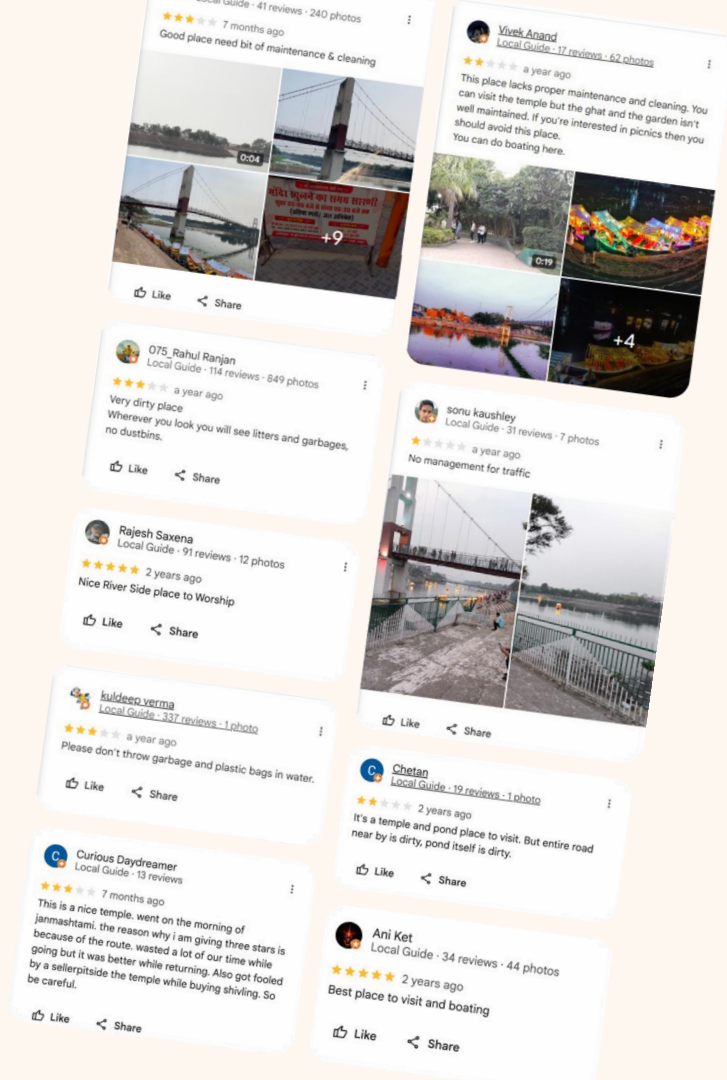 Local Guide · 41 reviews · 240 photos
7 months ago
Good place need bit of maintenance & cleaning
0:04
मंदिर खुलने का समय सारणी
+9
Like
Share
075_Rahul Ranjan
Local Guide · 114 reviews · 849 photos
a year ago
Very dirty place
Wherever you look you will see litters and garbages,
no dustbins.
Like
Share
Rajesh Saxena
Local Guide · 91 reviews · 12 photos
2 years ago
Nice River Side place to Worship
Like
Share
kuldeep verma
Local Guide · 337 reviews · 1 photo
a year ago
Please don't throw garbage and plastic bags in water.
Like
Share
C
Curious Daydreamer
Local Guide · 13 reviews
7 months ago
This is a nice temple. went on the morning of
janmashtami. the reason why i am giving three stars is
because of the route. wasted a lot of our time while
going but it was better while returning. Also got fooled
by a sellerpitside the temple while buying shivling. So
be careful.
Like
Share
Vivek Anand
Local Guide · 17 reviews · 62 photos
a year ago
This place lacks proper maintenance and cleaning. You
can visit the temple but the ghat and the garden isn't
well maintained. If you're interested in picnics then you
should avoid this place.
You can do boating here.
0:19
+4
sonu kaushley
Local Guide · 31 reviews · 7 photos
a year ago
No management for traffic
Like
Share
C
Chetan
Local Guide · 19 reviews · 1 photo
2 years ago
It's a temple and pond place to visit. But entire road
near by is dirty, pond itself is dirty.
Like
Share
Ani Ket
Local Guide · 34 reviews · 44 photos
2 years ago
Best place to visit and boating
Like
Share